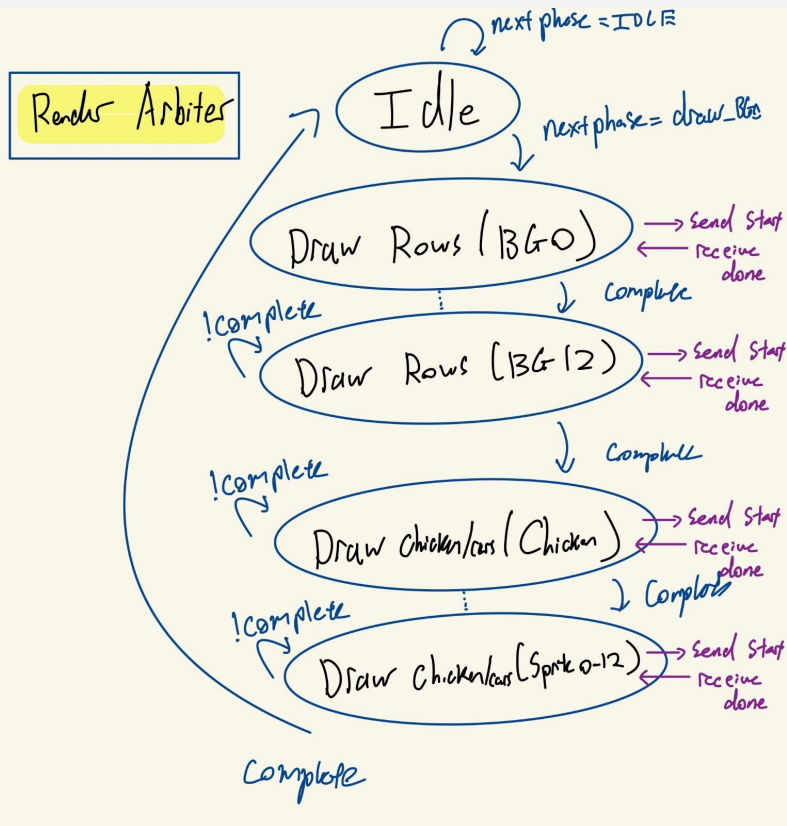 next phase = IDLE
Render Arbiter
Idle
next phase = draw_BG0
Draw Rows (BG0)
→ Send Start
← receive
done
Complete
!complete
Draw Rows (BG12)
→ Send Start
← receive
done
Complete
!complete
Draw Chicken/cars (Chicken)
→ Send Start
← receive
done
Complete
!complete
Draw Chicken/cars (Sprite 0-12)
→ Send Start
← receive
done
Complete